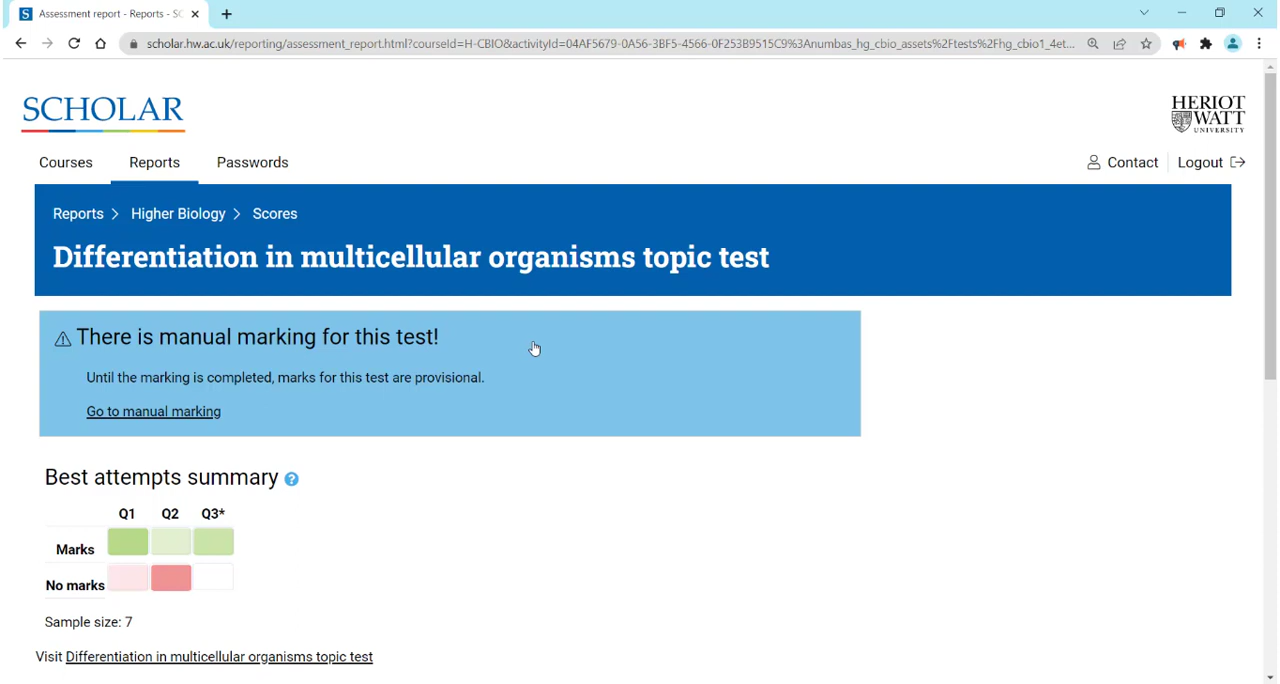 Assessment report - Reports - SC
scholar.hw.ac.uk/reporting/assessment_report.html?courseId=H-CBIO&activityId=04AF5679-0A56-3BF5-4566-0F253B9515C9%3Anumbas_hg_cbio_assets%2Ftests%2Fhg_cbio1_4et...
SCHOLAR
HERIOT
WATT
UNIVERSITY
Courses Reports Passwords Contact Logout
Reports > Higher Biology > Scores
Differentiation in multicellular organisms topic test
There is manual marking for this test!
Until the marking is completed, marks for this test are provisional.
Go to manual marking
Best attempts summary ?
Q1 Q2 Q3*
Marks
No marks
Sample size: 7
Visit Differentiation in multicellular organisms topic test